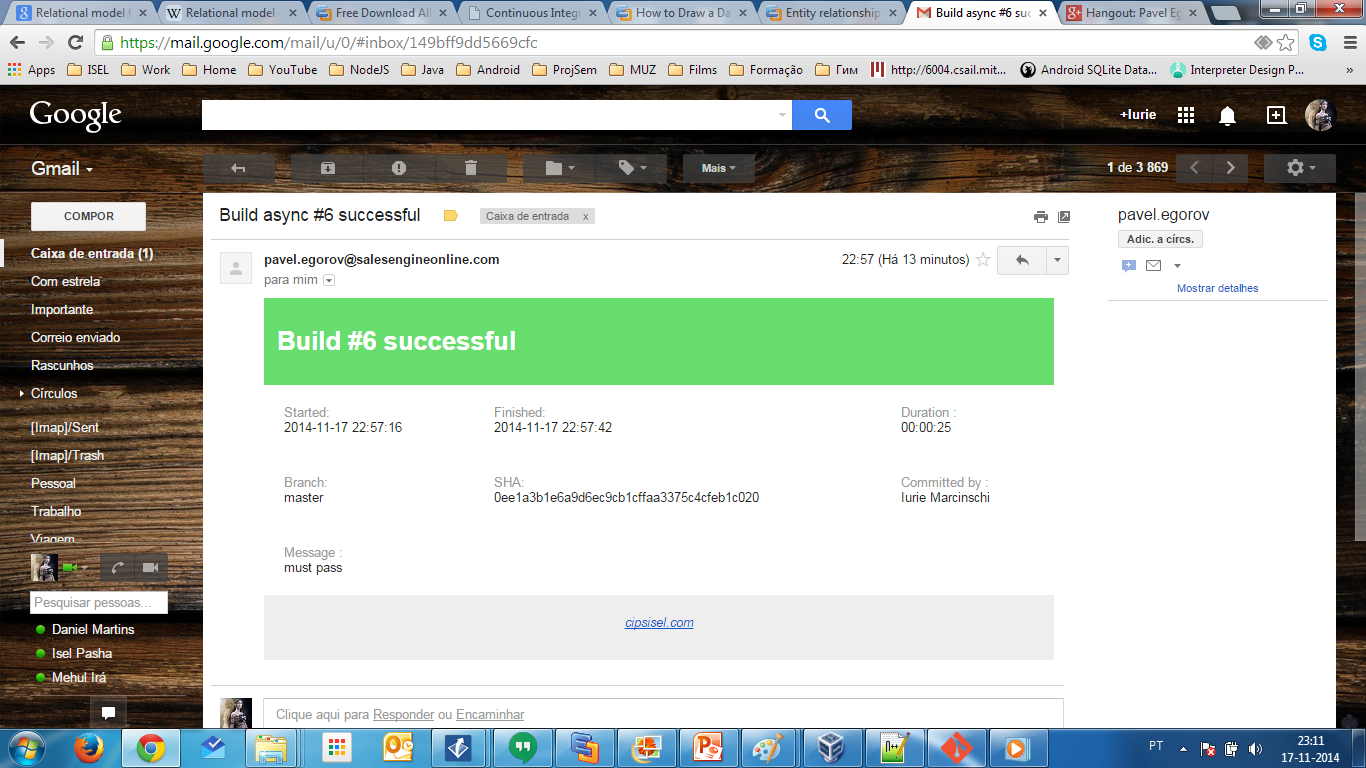 Relational model f
Relational model -
Free Download All
Continuous Integr
How to Draw a Da
Entity relationship
Build async #6 suc
Hangout: Pavel Eg
https://mail.google.com/mail/u/0/#inbox/149bff9dd5669cfc
Apps ISEL Work Home YouTube NodeJS Java Android ProjSem MUZ Films Formação Гим http://6004.csail.mit... Android SQLite Data... Interpreter Design P... »
Google
+Iurie
Gmail
Mais
1 de 3 869
COMPOR
Caixa de entrada (1)
Com estrela
Importante
Correio enviado
Rascunhos
Círculos
[Imap]/Sent
[Imap]/Trash
Pessoal
Trabalho
Viagem
Pesquisar pessoas...
Daniel Martins
Isel Pasha
Mehul Irá
Build async #6 successful
Caixa de entrada x
pavel.egorov@salesengineonline.com
22:57 (Há 13 minutos)
para mim
Build #6 successful
Started: Finished: Duration :
2014-11-17 22:57:16 2014-11-17 22:57:42 00:00:25
Branch: SHA: Committed by :
master 0ee1a3b1e6a9d6ec9cb1cffaa3375c4cfeb1c020 Iurie Marcinschi
Message :
must pass
cipsisel.com
Clique aqui para Responder ou Encaminhar
pavel.egorov
Adic. a círcs.
Mostrar detalhes
PT
23:11
17-11-2014